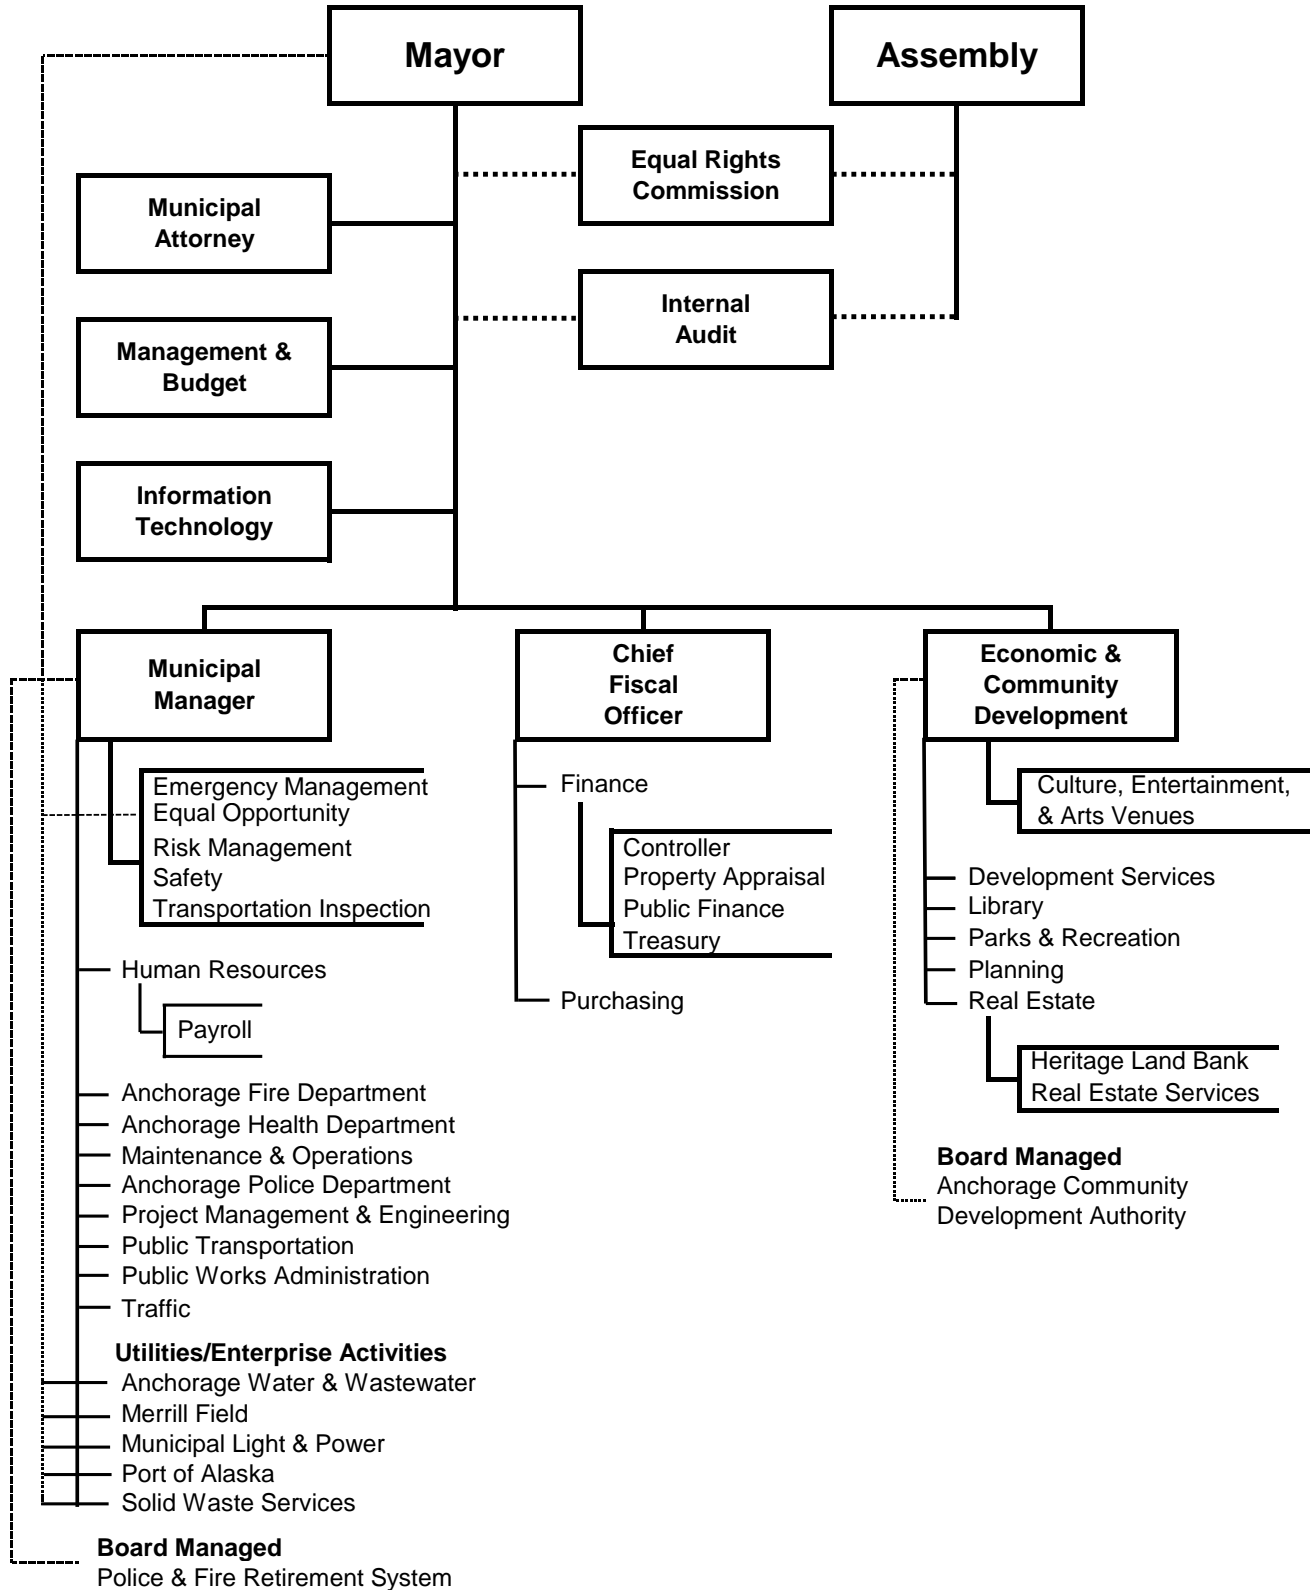 Mayor
Assembly
Equal Rights
Commission
Municipal
Attorney
Internal
Audit
Management &
Budget
Information
Technology
Municipal
Manager
Chief
Fiscal
Officer
Economic &
Community
Development
Emergency Management
Equal Opportunity
Risk Management
Safety
Transportation Inspection
Human Resources
Payroll
Anchorage Fire Department
Anchorage Health Department
Maintenance & Operations
Anchorage Police Department
Project Management & Engineering
Public Transportation
Public Works Administration
Traffic
Utilities/Enterprise Activities
Anchorage Water & Wastewater
Merrill Field
Municipal Light & Power
Port of Alaska
Solid Waste Services
Board Managed
Police & Fire Retirement System
Finance
Controller
Property Appraisal
Public Finance
Treasury
Purchasing
Culture, Entertainment,
& Arts Venues
Development Services
Library
Parks & Recreation
Planning
Real Estate
Heritage Land Bank
Real Estate Services
Board Managed
Anchorage Community
Development Authority